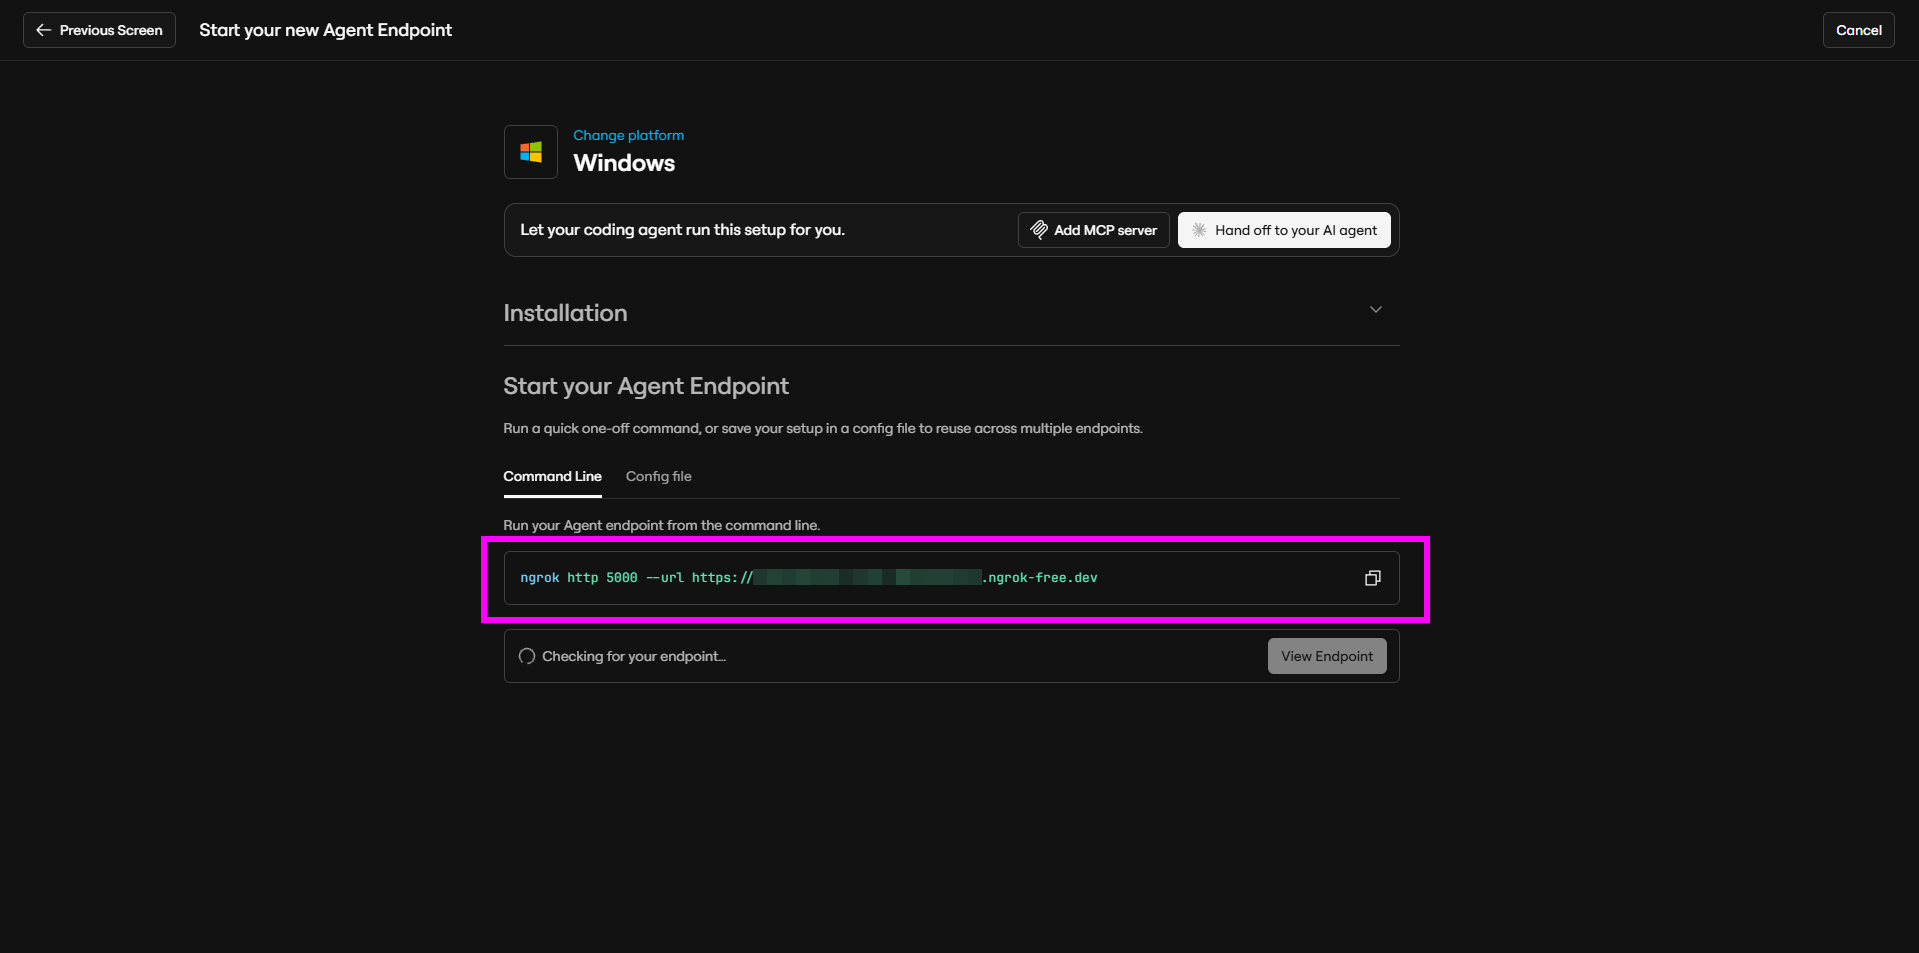 Previous Screen
Start your new Agent Endpoint
Cancel
Change platform
Windows
Let your coding agent run this setup for you.
Add MCP server
Hand off to your AI agent
Installation
Start your Agent Endpoint
Run a quick one-off command, or save your setup in a config file to reuse across multiple endpoints.
Command Line
Config file
Run your Agent endpoint from the command line.
ngrok http 5000 --url https://.ngrok-free.dev
Checking for your endpoint...
View Endpoint